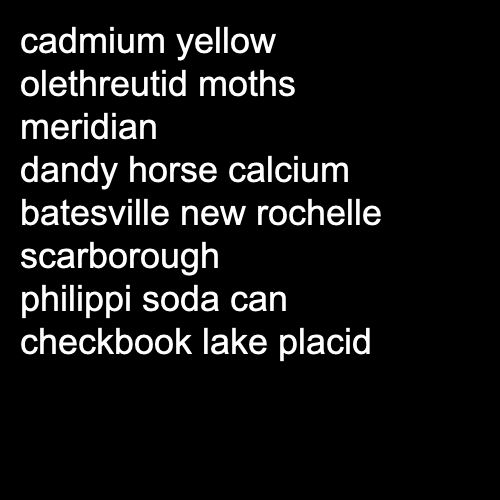 cadmium yellow
olethreutid moths
meridian
dandy horse calcium
batesville new rochelle
scarborough
philippi soda can
checkbook lake placid